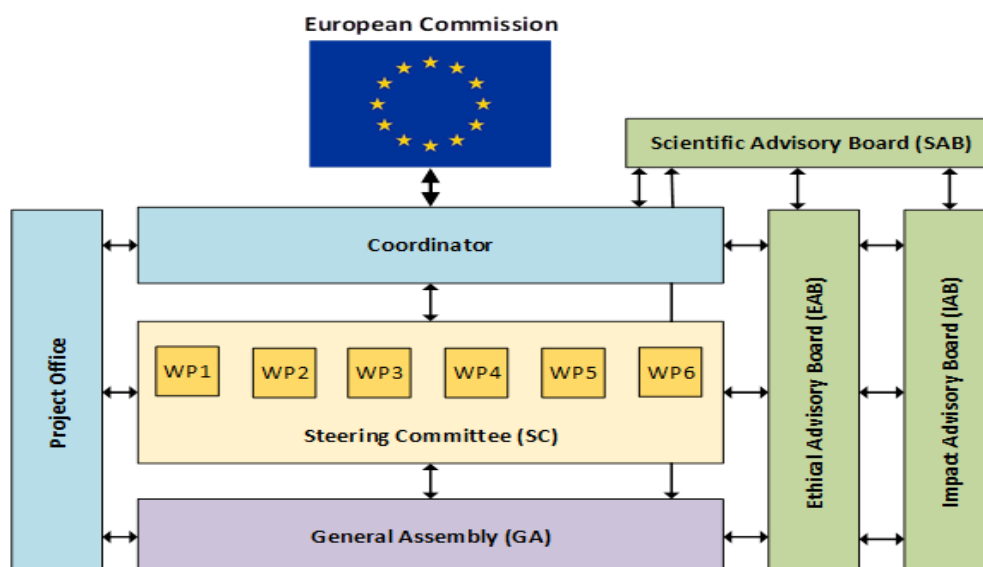 European Commission
Scientific Advisory Board (SAB)
Coordinator
Project Office
WP1
WP2
WP3
WP4
WP5
WP6
Steering Committee (SC)
General Assembly (GA)
Ethical Advisory Board (EAB)
Impact Advisory Board (IAB)